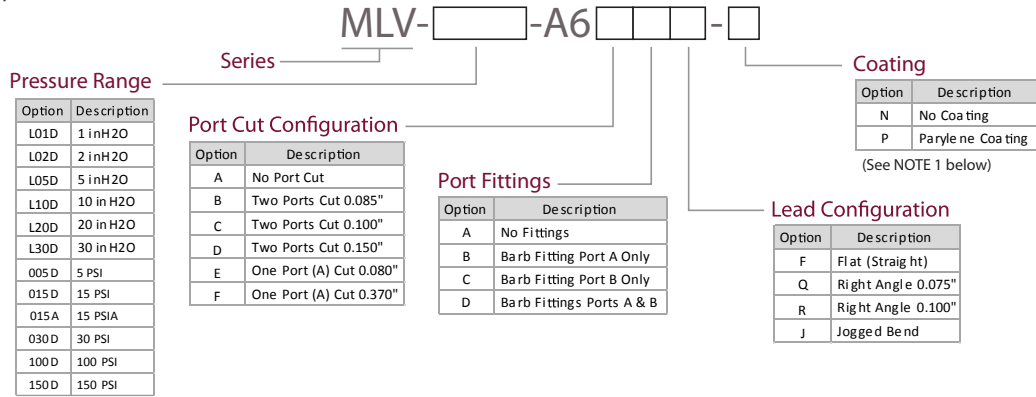 MLV- -A6 -
Series
Pressure Range
Option Description
L01D 1 inH2O
L02D 2 inH2O
L05D 5 inH2O
L10D 10 inH2O
L20D 20 inH2O
L30D 30 inH2O
005D 5 PSI
015D 15 PSI
015A 15 PSIA
030D 30 PSI
100D 100 PSI
150D 150 PSI
Port Cut Configuration
Option Description
A No Port Cut
B Two Ports Cut 0.085"
C Two Ports Cut 0.100"
D Two Ports Cut 0.150"
E One Port (A) Cut 0.080"
F One Port (A) Cut 0.370"
Port Fittings
Option Description
A No Fittings
B Barb Fitting Port A Only
C Barb Fitting Port B Only
D Barb Fittings Ports A & B
Coating
Option Description
N No Coating
P Parylene Coating
(See NOTE 1 below)
Lead Configuration
Option Description
F Flat (Straight)
Q Right Angle 0.075"
R Right Angle 0.100"
J Jogged Bend